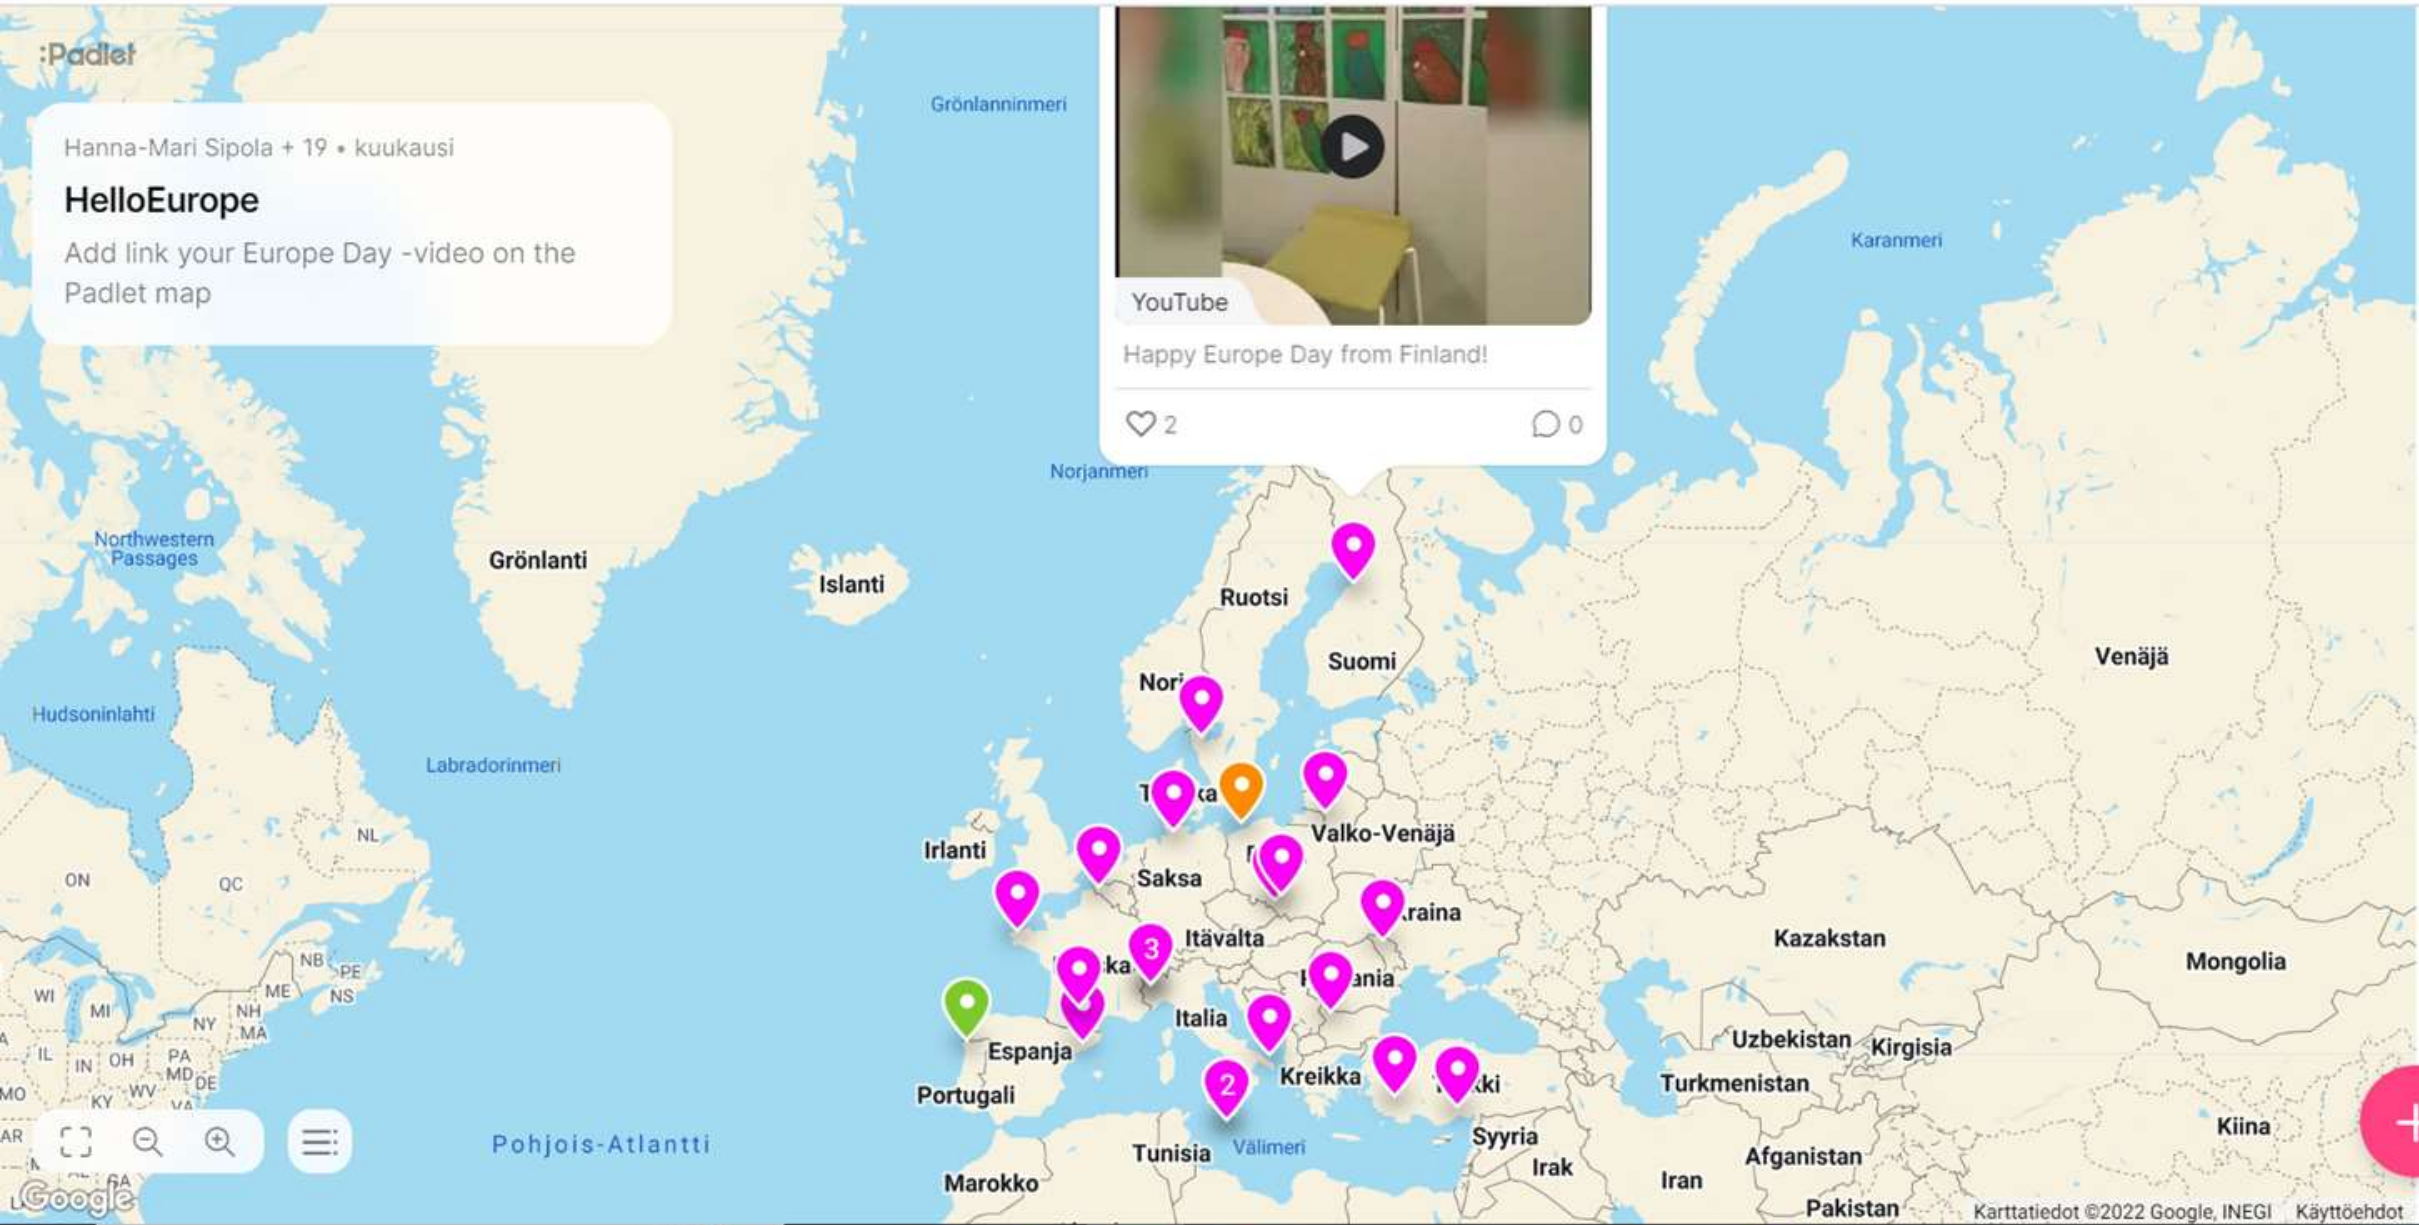 :Padlet
Hanna-Mari Sipola + 19 • kuukausi
HelloEurope
Add link your Europe Day -video on the
Padlet map
YouTube
Happy Europe Day from Finland!
2
0
Grönlanninmeri
Karanmeri
Norjanmeri
Northwestern
Passages
Grönlanti
Islanti
Ruotsi
Suomi
Venäjä
Hudsoninlahti
Labradorinmeri
NL
Irlanti
Valko-Venäjä
ON
QC
Saksa
Itävalta
3
Kazakstan
Mongolia
NB
PE
WI
MI
ME
NS
NH
NY
MA
Italia
Espanja
Uzbekistan
Kirgisia
IL
IN
OH
PA
MD
DE
Kreikka
Turkmenistan
2
MO
KY
WV
VA
Portugali
AR
Pohjois-Atlantti
Tunisia
Välimeri
Syyria
Irak
Iran
Afganistan
Kiina
Marokko
GA
Google
Pakistan
Karttatiedot ©2022 Google, INEGI
Käyttöehdot